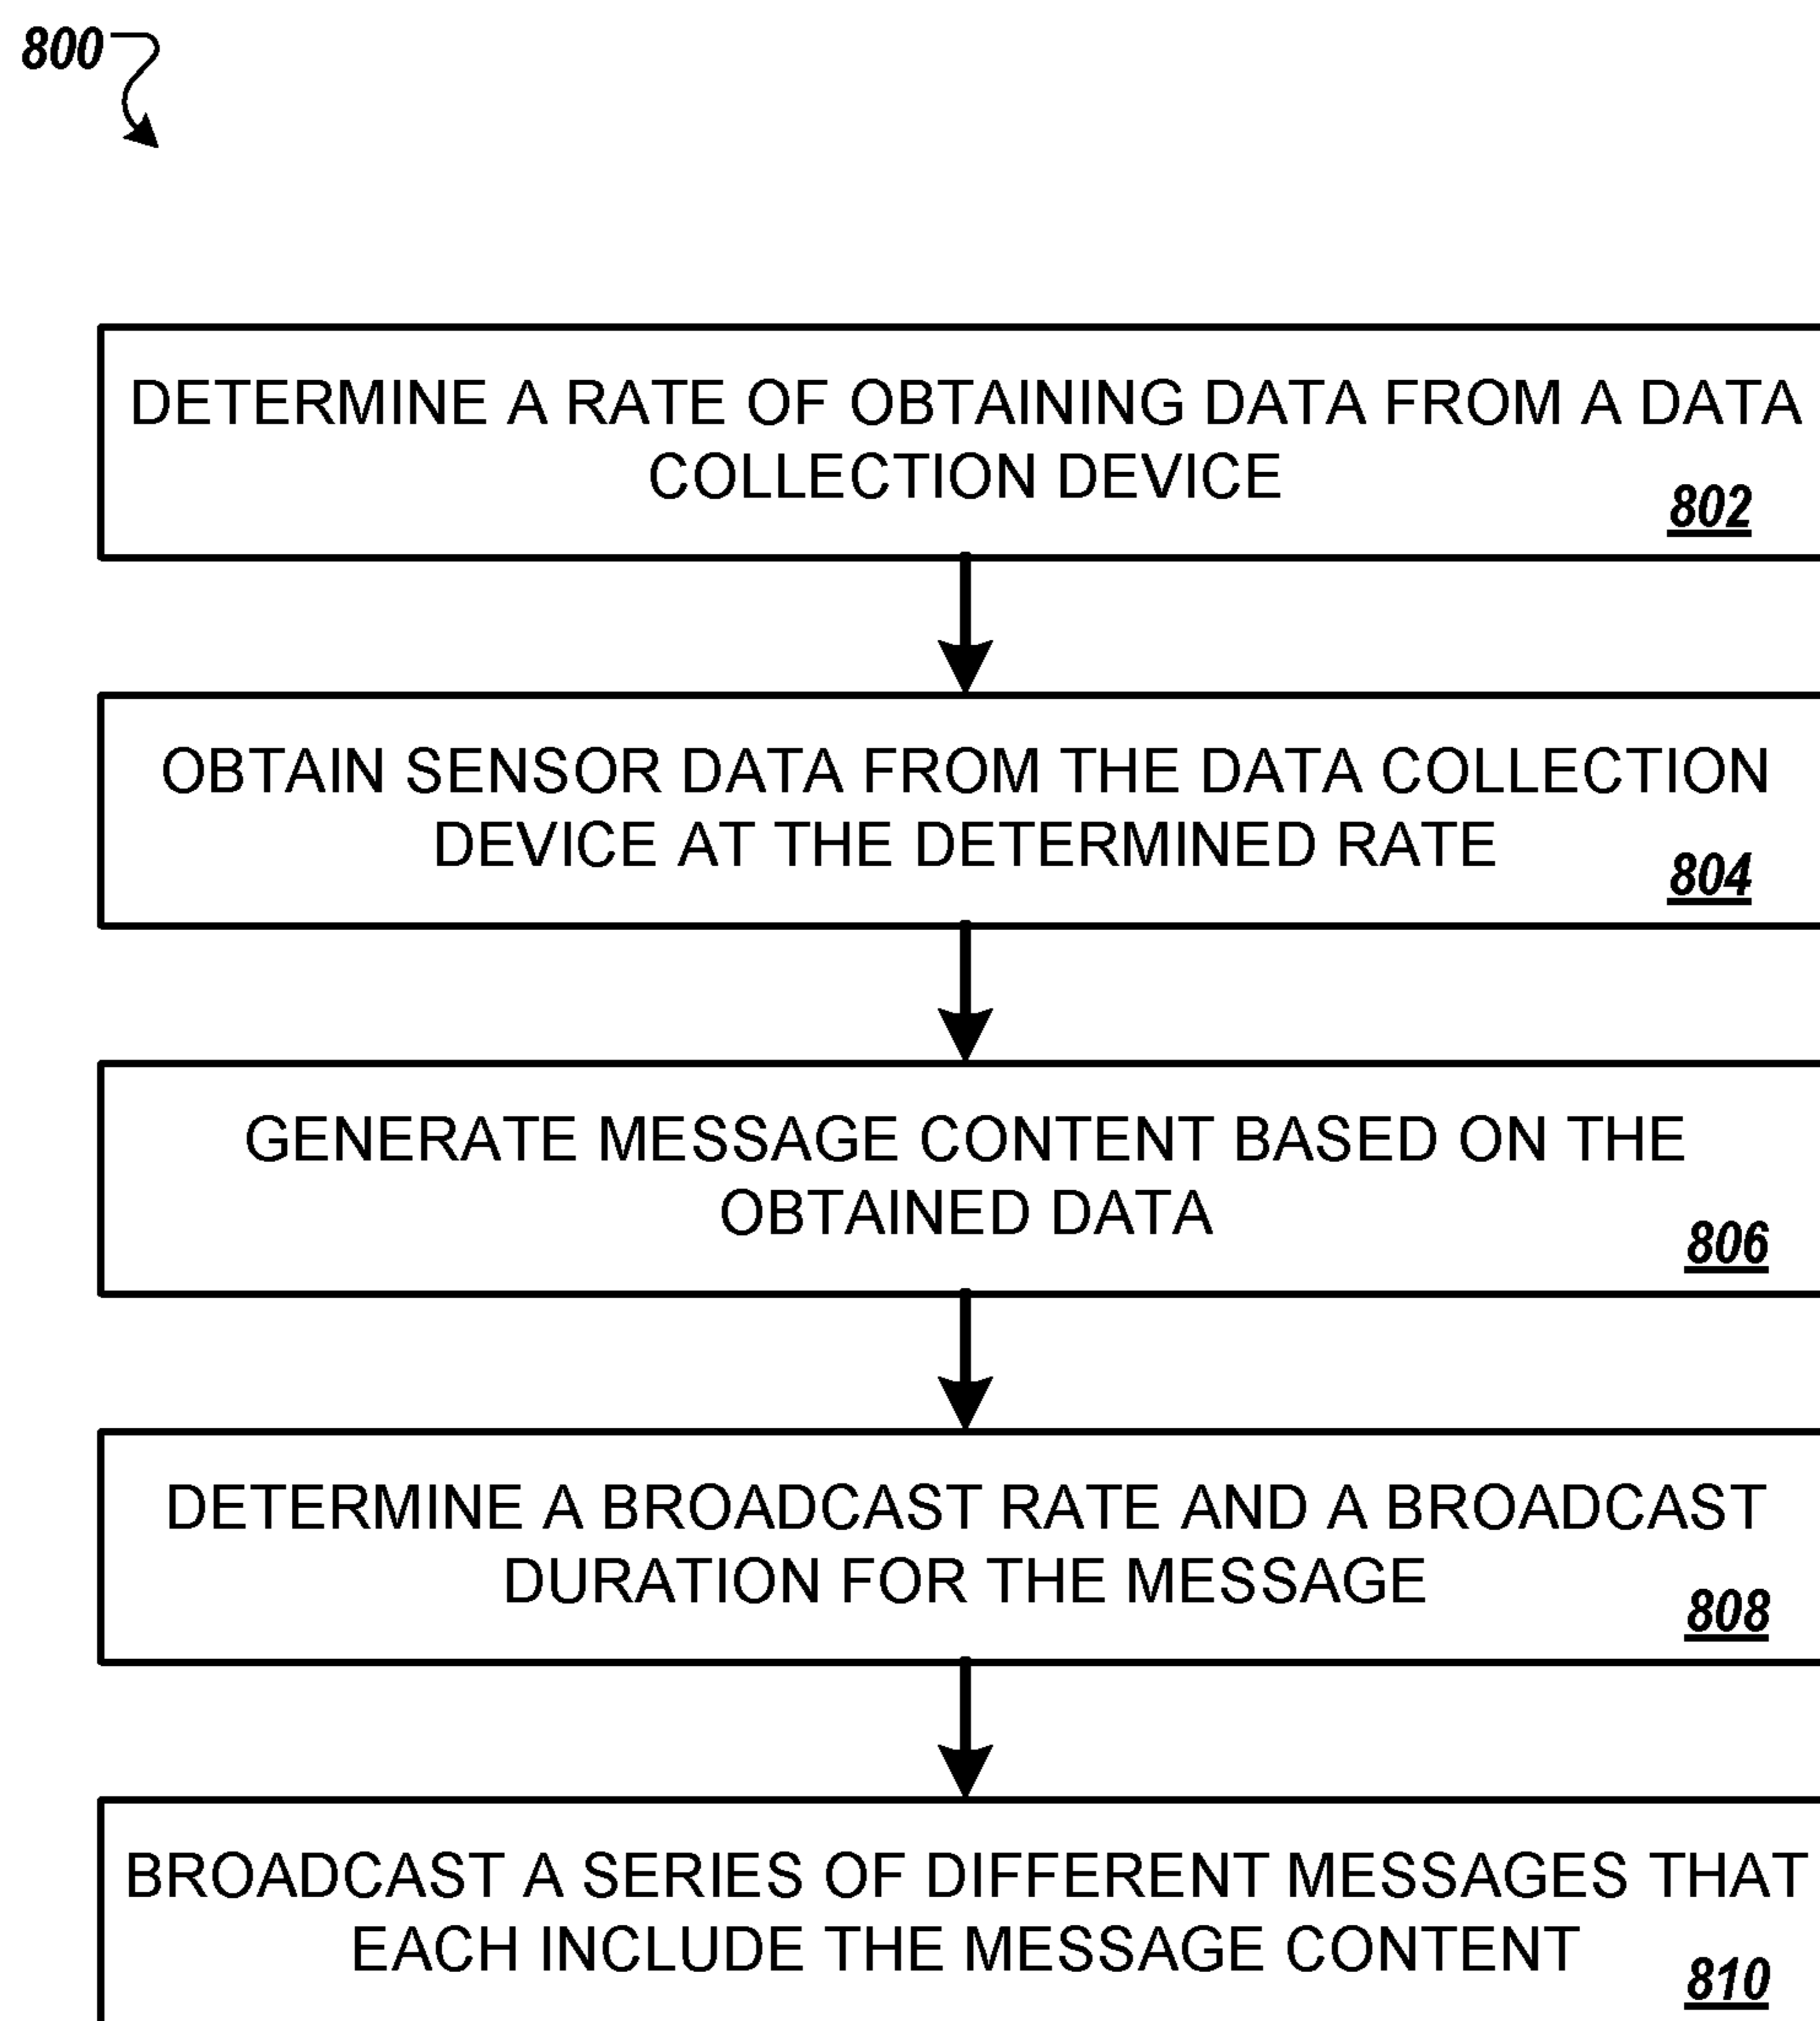 800
DETERMINE A RATE OF OBTAINING DATA FROM A DATA
COLLECTION DEVICE
802
OBTAIN SENSOR DATA FROM THE DATA COLLECTION
DEVICE AT THE DETERMINED RATE
804
GENERATE MESSAGE CONTENT BASED ON THE
OBTAINED DATA
806
DETERMINE A BROADCAST RATE AND A BROADCAST
DURATION FOR THE MESSAGE
808
BROADCAST A SERIES OF DIFFERENT MESSAGES THAT
EACH INCLUDE THE MESSAGE CONTENT
810